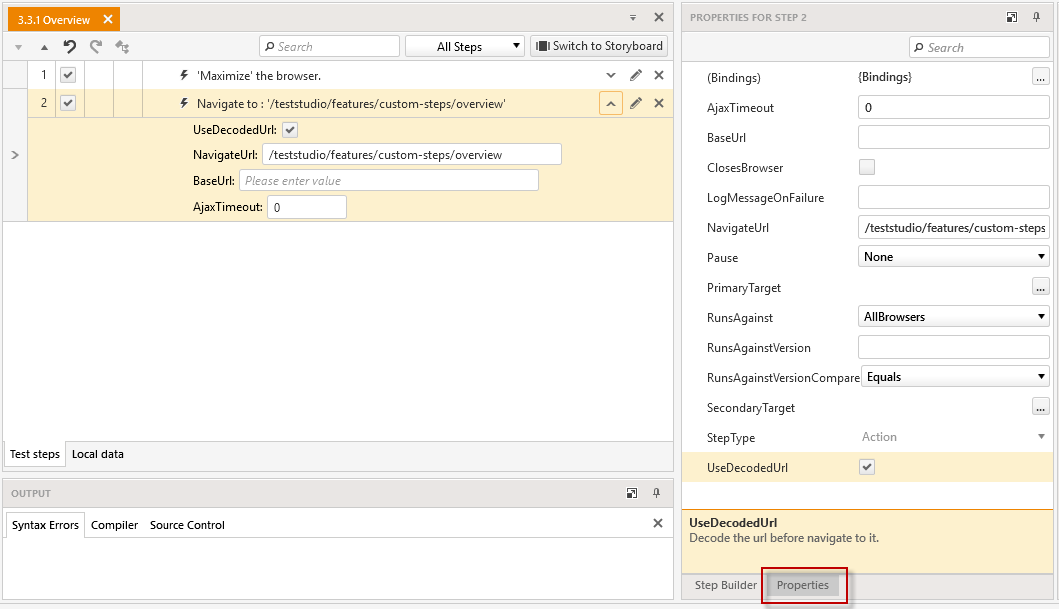 3.3.1 Overview
Search
All Steps
Switch to Storyboard
1
'Maximize' the browser.
2
Navigate to : '/teststudio/features/custom-steps/overview'
UseDecodedUrl:
NavigateUrl: /teststudio/features/custom-steps/overview
BaseUrl: Please enter value
AjaxTimeout: 0
Test steps Local data
OUTPUT
Syntax Errors Compiler Source Control
PROPERTIES FOR STEP 2
Search
(Bindings) {Bindings} ...
AjaxTimeout 0
BaseUrl
ClosesBrowser
LogMessageOnFailure
NavigateUrl /teststudio/features/custom-steps
Pause None
PrimaryTarget ...
RunsAgainst AllBrowsers
RunsAgainstVersion
RunsAgainstVersionCompare Equals
SecondaryTarget ...
StepType Action
UseDecodedUrl
UseDecodedUrl
Decode the url before navigate to it.
Step Builder Properties